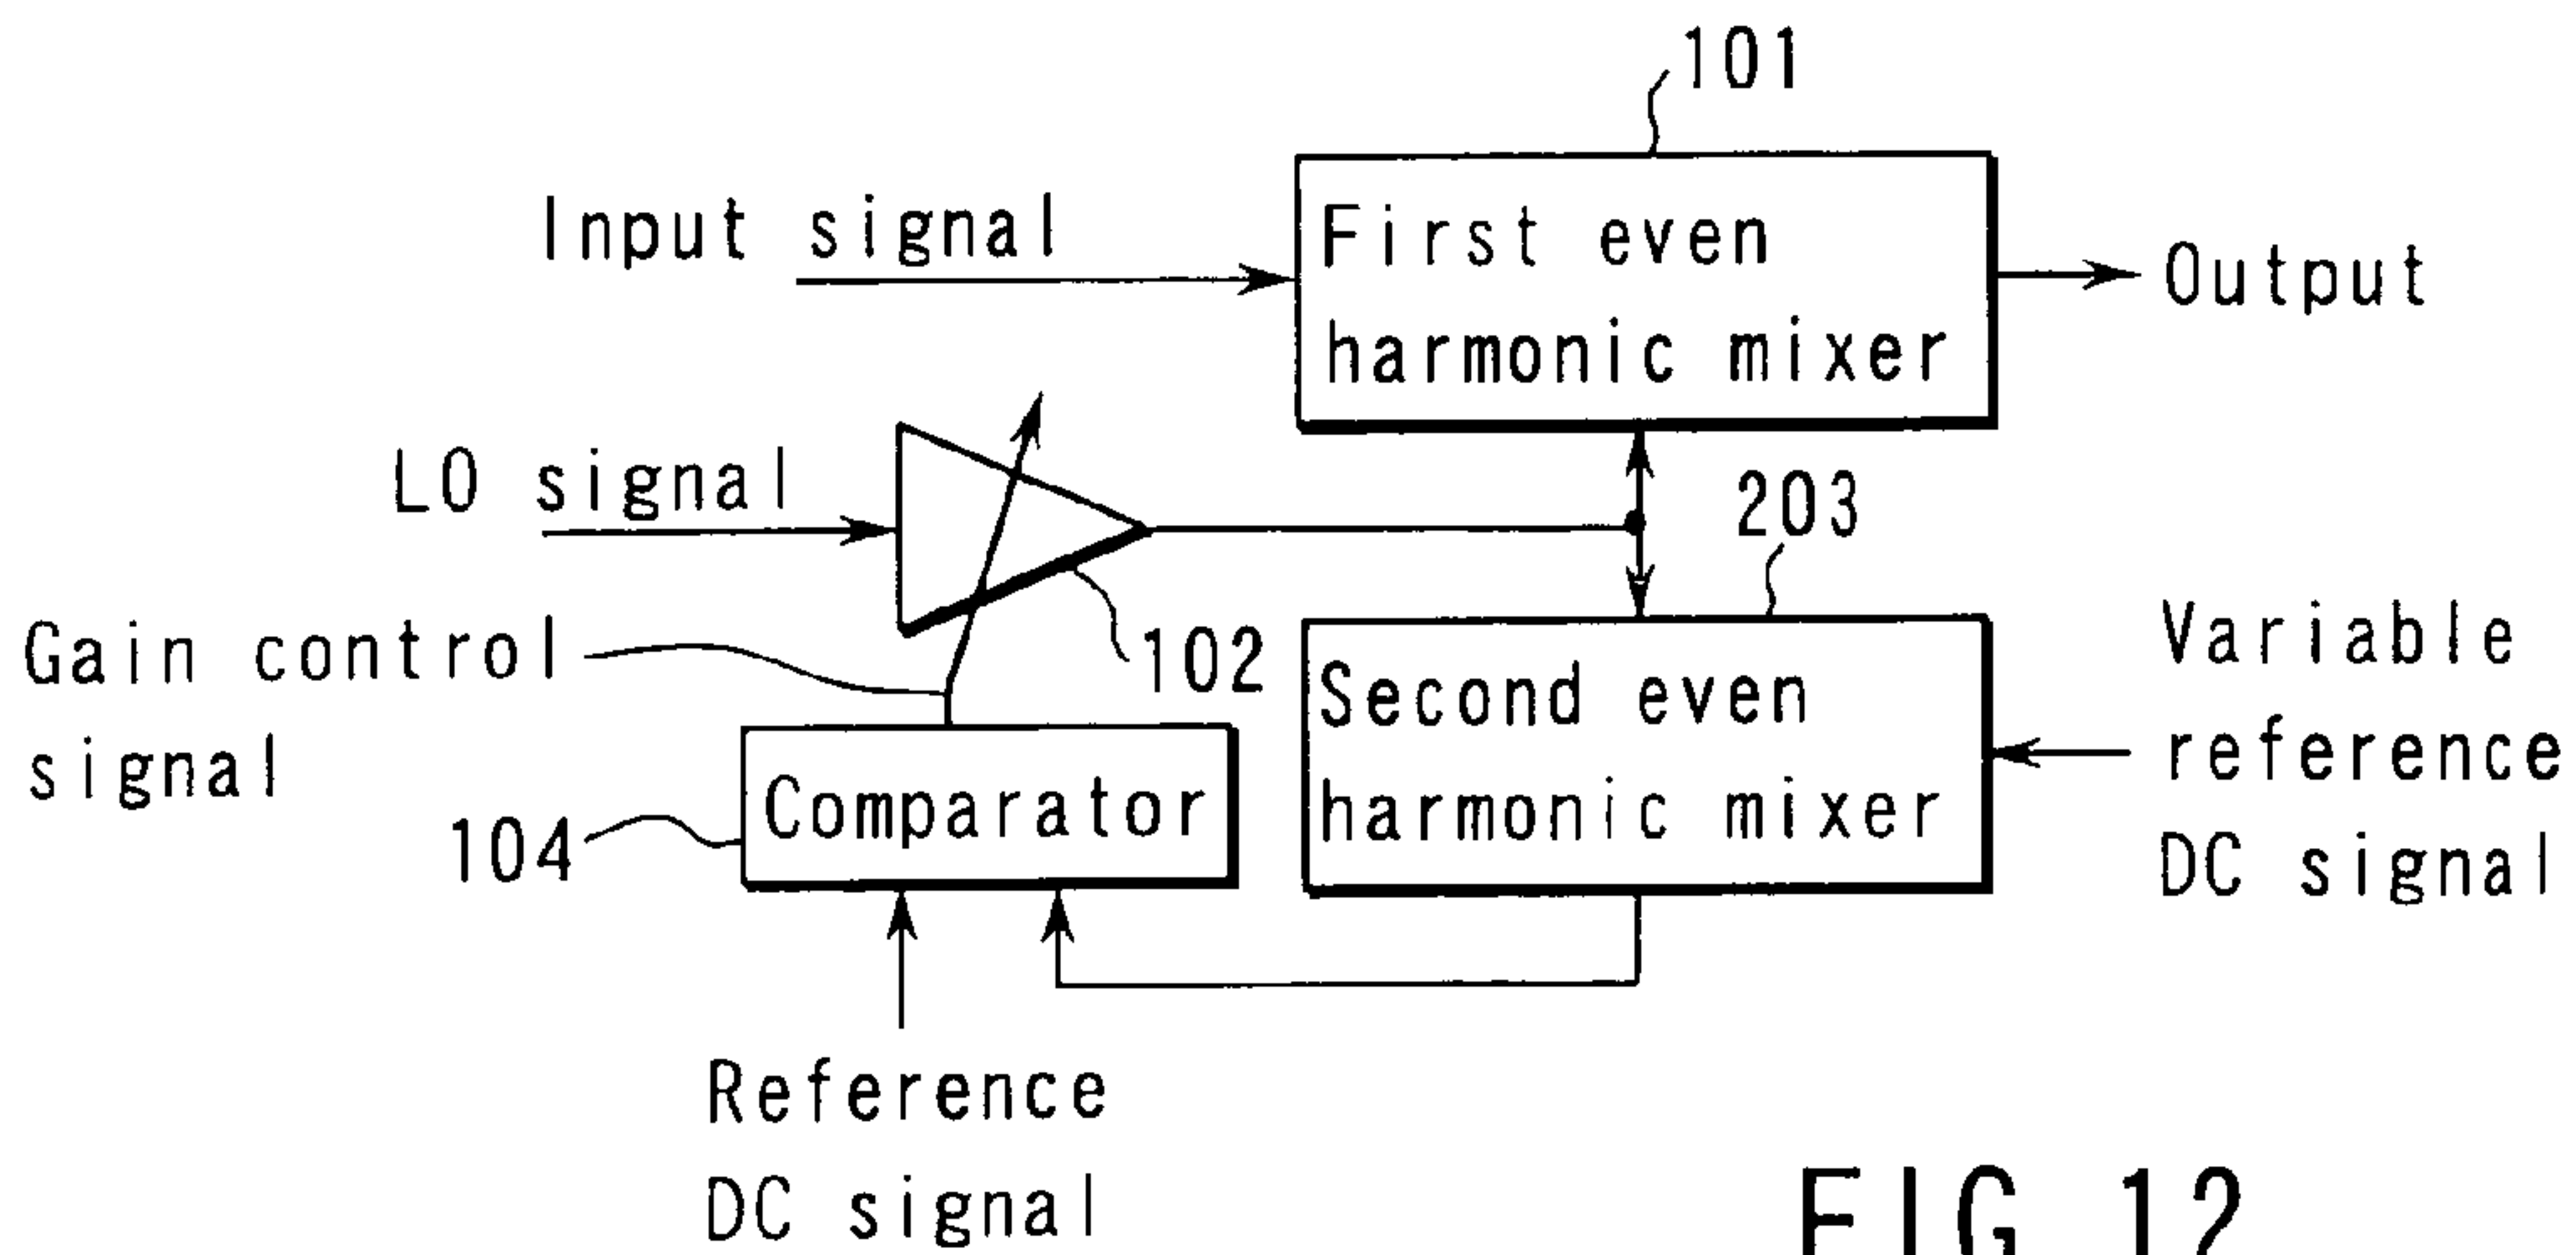 101
Input signal
First even
harmonic mixer
Output
LO signal
203
Gain control
signal
102
Second even
harmonic mixer
Variable
reference
DC signal
Comparator
104
Reference
DC signal
FIG.12